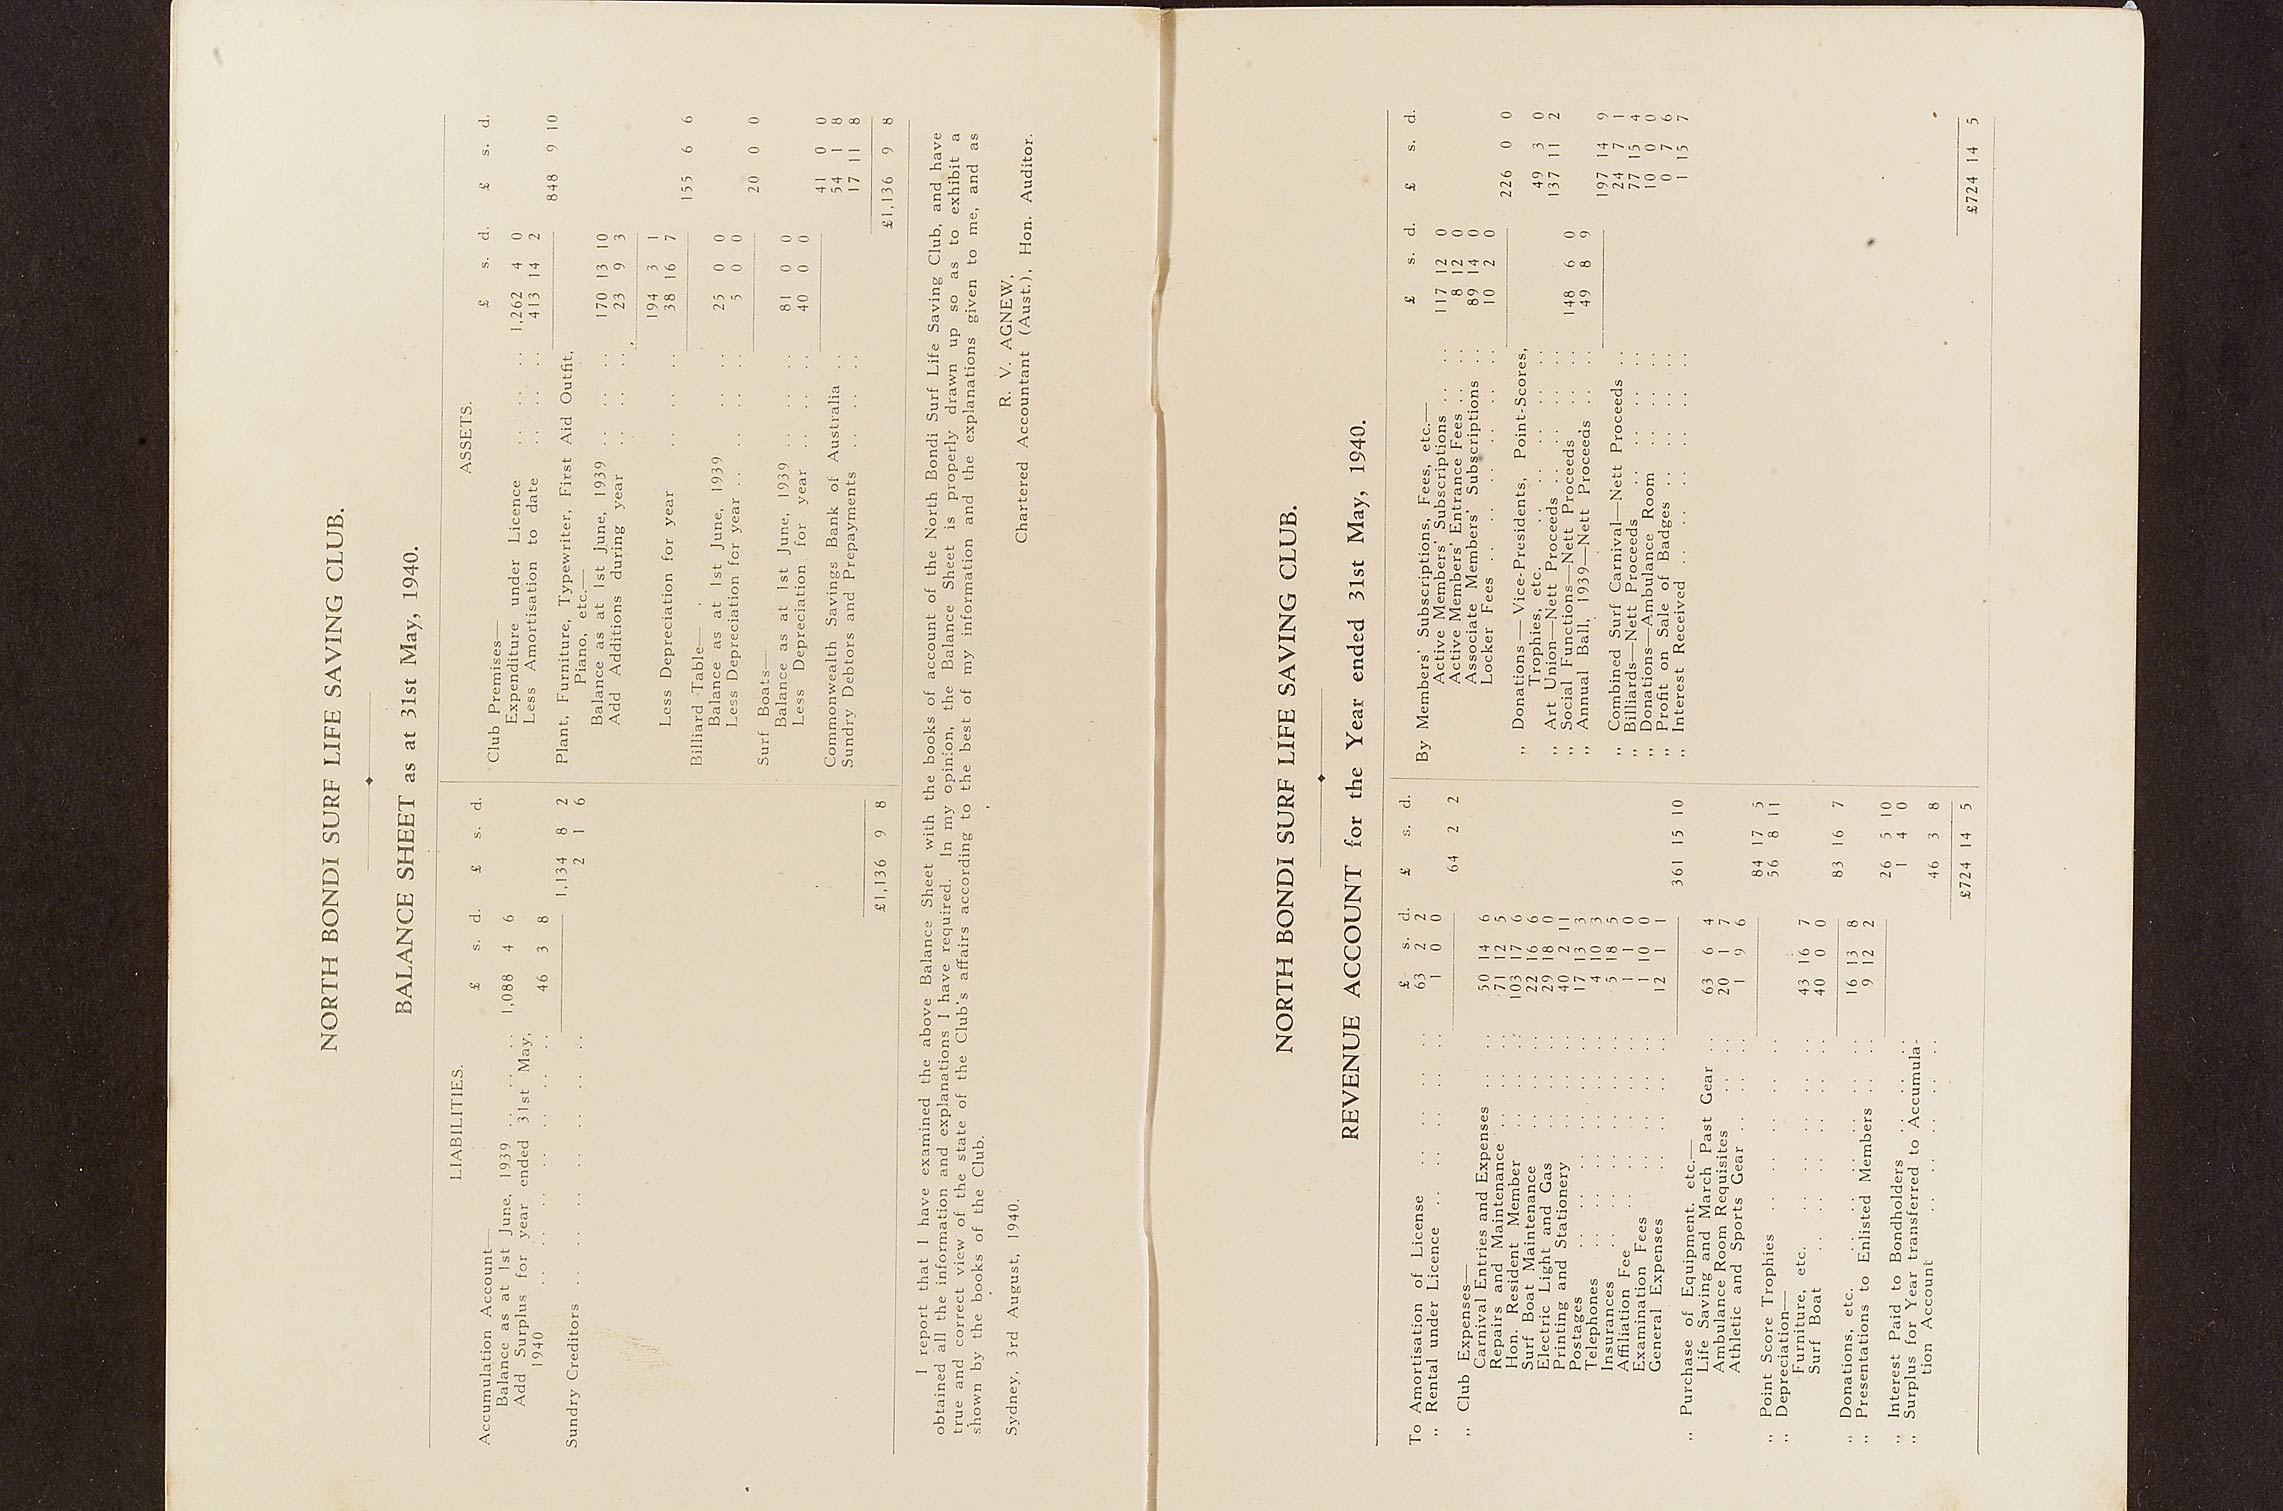 NORTH BONDI SURF LIFE SAVING CLUB.
BALANCE SHEET as at 31st May, 1940.
LIABILITIES.
£ s. d. £ s. d.
Accumulation Account—
Balance as at 1st June, 1939 .. .. .. 1,088 4 6
Add Surplus for year ended 31st May,
1940 .. .. .. .. .. .. .. 46 3 8
1,134 8 2
Sundry Creditors .. .. .. .. .. .. .. 2 1 6
£1,136 9 8
ASSETS.
£ s. d. £ s. d.
Club Premises—
Expenditure under Licence .. .. .. 1,262 4 0
Less Amortisation to date .. .. .. 413 14 2
848 9 10
Plant, Furniture, Typewriter, First Aid Outfit,
Piano, etc.—
Balance as at 1st June, 1939 .. .. .. 170 13 10
Add Additions during year .. .. .. 23 9 3
194 3 1
Less Depreciation for year .. .. .. 38 16 7
155 6 6
Billiard Table—
Balance as at 1st June, 1939 .. .. 25 0 0
Less Depreciation for year .. .. .. 5 0 0
20 0 0
Surf Boats—
Balance as at 1st June, 1939 .. .. .. 81 0 0
Less Depreciation for year .. .. .. 40 0 0
41 0 0
Commonwealth Savings Bank of Australia .. 54 1 8
Sundry Debtors and Prepayments .. .. .. 17 11 8
£1,136 9 8
I report that I have examined the above Balance Sheet with the books of account of the North Bondi Surf Life Saving Club, and have
obtained all the information and explanations I have required. In my opinion, the Balance Sheet is properly drawn up so as to exhibit a
true and correct view of the state of the Club's affairs according to the best of my information and the explanations given to me, and as
shown by the books of the Club.
R. V. AGNEW,
Sydney, 3rd August, 1940. Chartered Accountant (Aust.), Hon. Auditor.
NORTH BONDI SURF LIFE SAVING CLUB.
REVENUE ACCOUNT for the Year ended 31st May, 1940.
£ s. d. £ s. d.
To Amortisation of License .. .. .. .. 63 2 2
,, Rental under Licence .. .. .. .. .. 1 0 0
64 2 2
,, Club Expenses—
Carnival Entries and Expenses .. .. 50 14 6
Repairs and Maintenance .. .. .. 71 12 5
Hon. Resident Member .. .. .. 103 17 6
Surf Boat Maintenance .. .. .. 22 16 6
Electric Light and Gas .. .. .. 29 18 0
Printing and Stationery .. .. .. 40 2 11
Postages .. .. .. .. .. 17 13 3
Telephones .. .. .. .. .. 4 10 3
Insurances .. .. .. .. .. 5 18 5
Affiliation Fee .. .. .. .. 1 1 0
Examination Fees .. .. .. .. 1 10 0
General Expenses .. .. .. .. 12 1 1
361 15 10
,, Purchase of Equipment, etc.—
Life Saving and March Past Gear .. 63 6 4
Ambulance Room Requisites .. .. 20 1 7
Athletic and Sports Gear .. .. .. 1 9 6
84 17 5
,, Point Score Trophies .. .. .. .. 56 8 11
,, Depreciation—
Furniture, etc. .. .. .. .. 43 16 7
Surf Boat .. .. .. .. .. 40 0 0
83 16 7
,, Donations, etc. .. .. .. .. .. 16 13 8
,, Presentations to Enlisted Members .. .. 9 12 2
26 5 10
,, Interest Paid to Bondholders .. .. .. 1 4 0
,, Surplus for Year transferred to Accumula-
tion Account .. .. .. .. .. 46 3 8
£724 14 5
£ s. d. £ s. d.
By Members' Subscriptions, Fees, etc.—
Active Members' Subscriptions .. .. 117 12 0
Active Members' Entrance Fees .. .. 8 12 0
Associate Members' Subscriptions .. 89 14 0
Locker Fees .. .. .. .. .. 10 2 0
226 0 0
,, Donations — Vice-Presidents, Point-Scores,
Trophies, etc. .. .. .. .. .. 49 3 0
,, Art Union—Nett Proceeds .. .. .. .. 137 11 2
,, Social Functions—Nett Proceeds .. .. 148 6 0
,, Annual Ball, 1939—Nett Proceeds .. .. 49 8 9
197 14 9
,, Combined Surf Carnival—Nett Proceeds .. 24 7 1
,, Billiards—Nett Proceeds .. .. .. .. 77 15 4
,, Donations—Ambulance Room .. .. .. 10 0 0
,, Profit on Sale of Badges .. .. .. .. 0 7 6
,, Interest Received .. .. .. .. .. 1 15 7
£724 14 5